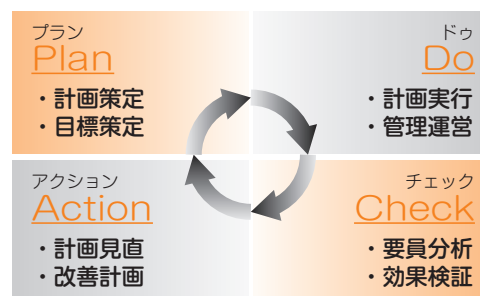 プラン
Plan
・計画策定
・目標策定
ドゥ
Do
・計画実行
・管理運営
アクション
Action
・計画見直
・改善計画
チェック
Check
・要員分析
・効果検証